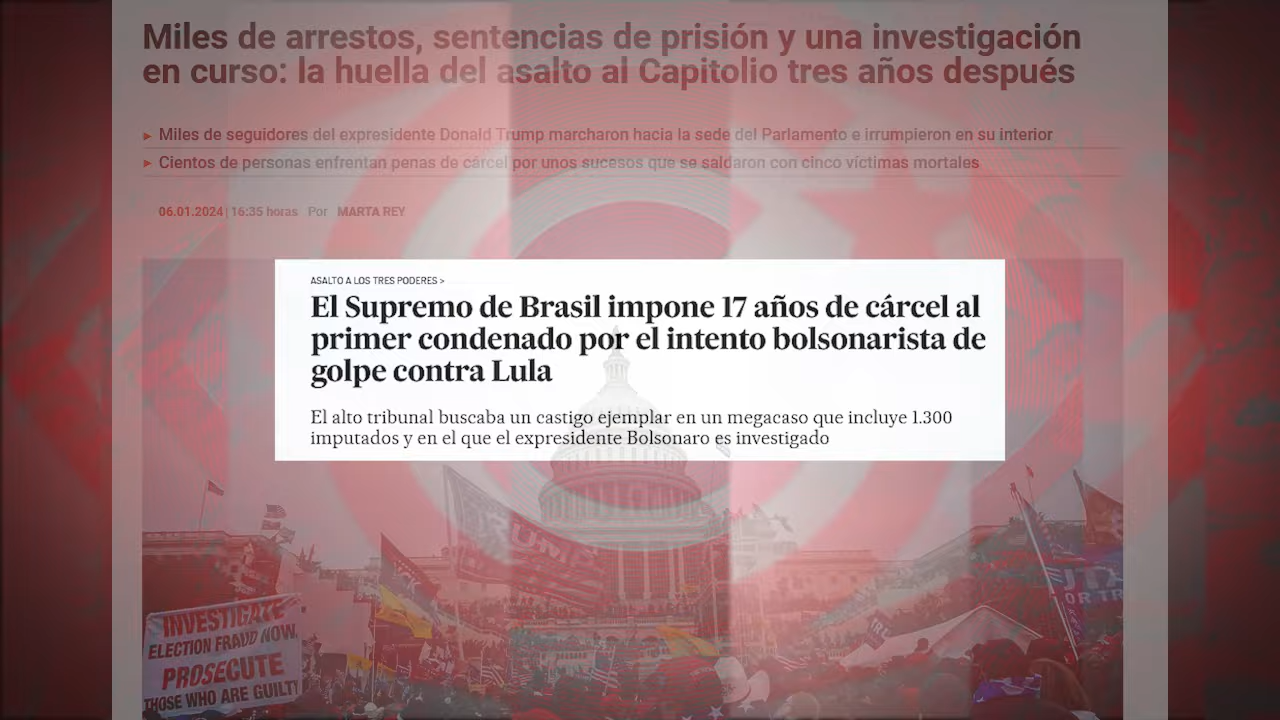 Miles de arrestos, sentencias de prisión y una investigación
en curso: la huella del asalto al Capitolio tres años después
Miles de seguidores del expresidente Donald Trump marcharon hacia la sede del Parlamento e irrumpieron en su interior
Cientos de personas enfrentan penas de cárcel por unos sucesos que se saldaron con cinco víctimas mortales
06.01.2024 | 16:35 horas Por MARTA REY
ASALTO A LOS TRES PODERES >
El Supremo de Brasil impone 17 años de cárcel al
primer condenado por el intento bolsonarista de
golpe contra Lula
El alto tribunal buscaba un castigo ejemplar en un megacaso que incluye 1.300
imputados y en el que el expresidente Bolsonaro es investigado
TRUMP
INVESTIGATE
ELECTION FRAUD NOW.
PROSECUTE
THOSE WHO ARE GUILTY